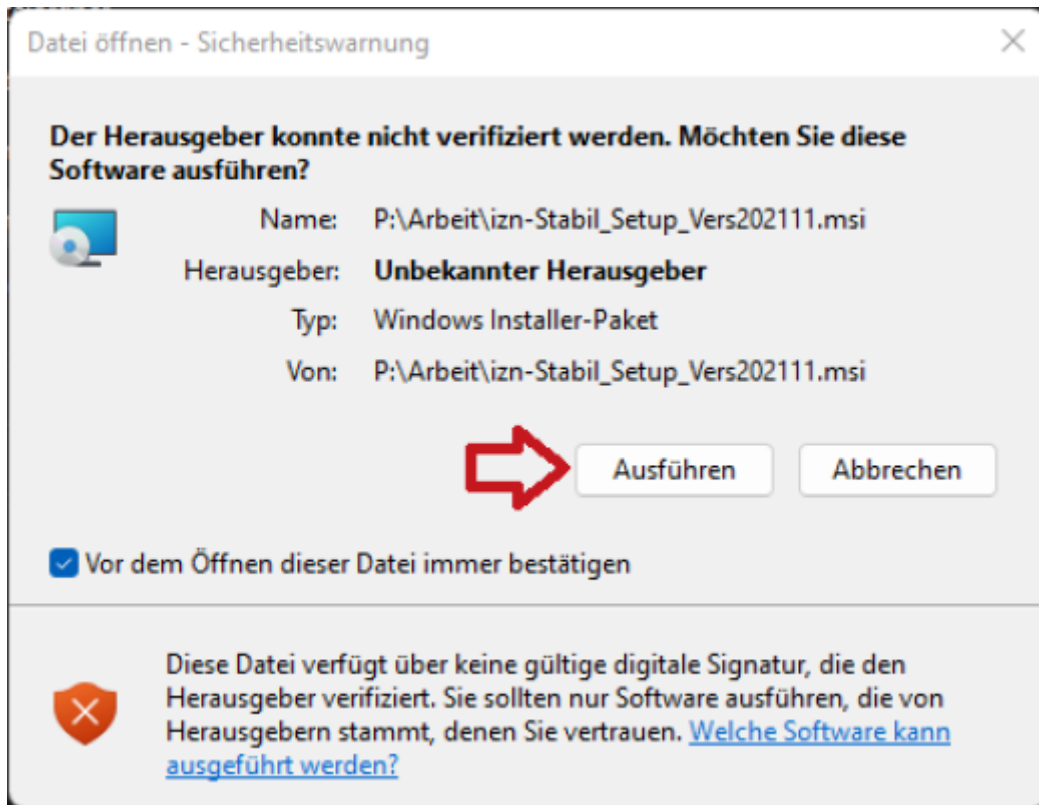 Datei öffnen - Sicherheitswarnung
Der Herausgeber konnte nicht verifiziert werden. Möchten Sie diese
Software ausführen?
Name: P:\Arbeit\izn-Stabil_Setup_Vers202111.msi
Herausgeber: Unbekannter Herausgeber
Typ: Windows Installer-Paket
Von: P:\Arbeit\izn-Stabil_Setup_Vers202111.msi
Ausführen Abbrechen
Vor dem Öffnen dieser Datei immer bestätigen
Diese Datei verfügt über keine gültige digitale Signatur, die den
Herausgeber verifiziert. Sie sollten nur Software ausführen, die von
Herausgebern stammt, denen Sie vertrauen. Welche Software kann
ausgeführt werden?